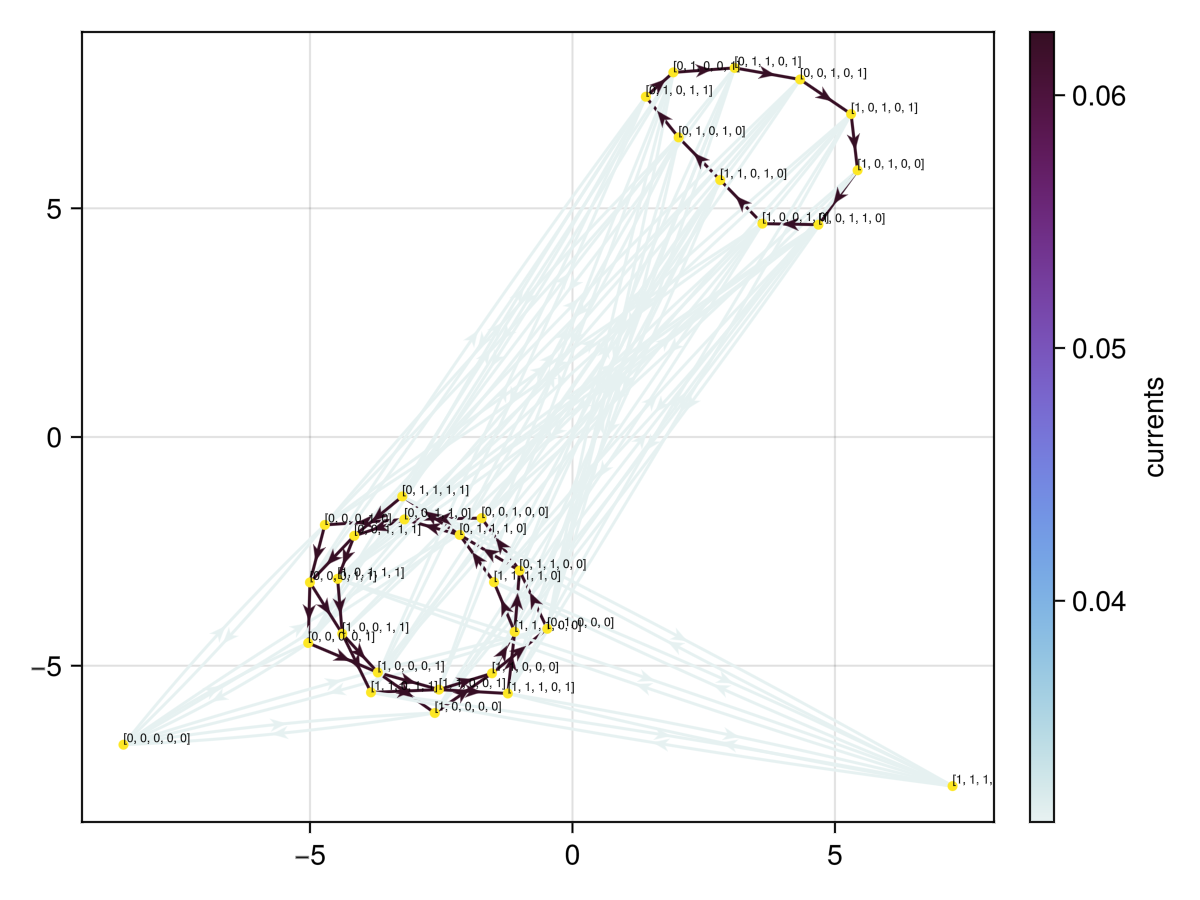 [0, 1, 1, 0, 1]
[0, 1, 0, 0, 1]
[0, 0, 1, 0, 1]
[0, 1, 0, 1, 1]
[1, 0, 1, 0, 1]
[0, 1, 0, 1, 0]
[1, 0, 1, 0, 0]
[1, 1, 0, 1, 0]
[1, 0, 0, 1, 0]
[0, 1, 1, 1, 1]
[0, 0, 1, 0, 0]
[0, 1, 1, 1, 0]
[0, 1, 1, 0, 0]
[1, 0, 0, 1, 1]
[0, 0, 0, 0, 1]
[0, 1, 0, 0, 0]
[1, 0, 0, 0, 1]
[1, 1, 1, 0, 1]
[1, 0, 0, 0, 0]
[0, 0, 0, 0, 0]
[1, 1, 1,
5
0
−5
−5
0
5
0.06
0.05
0.04
currents